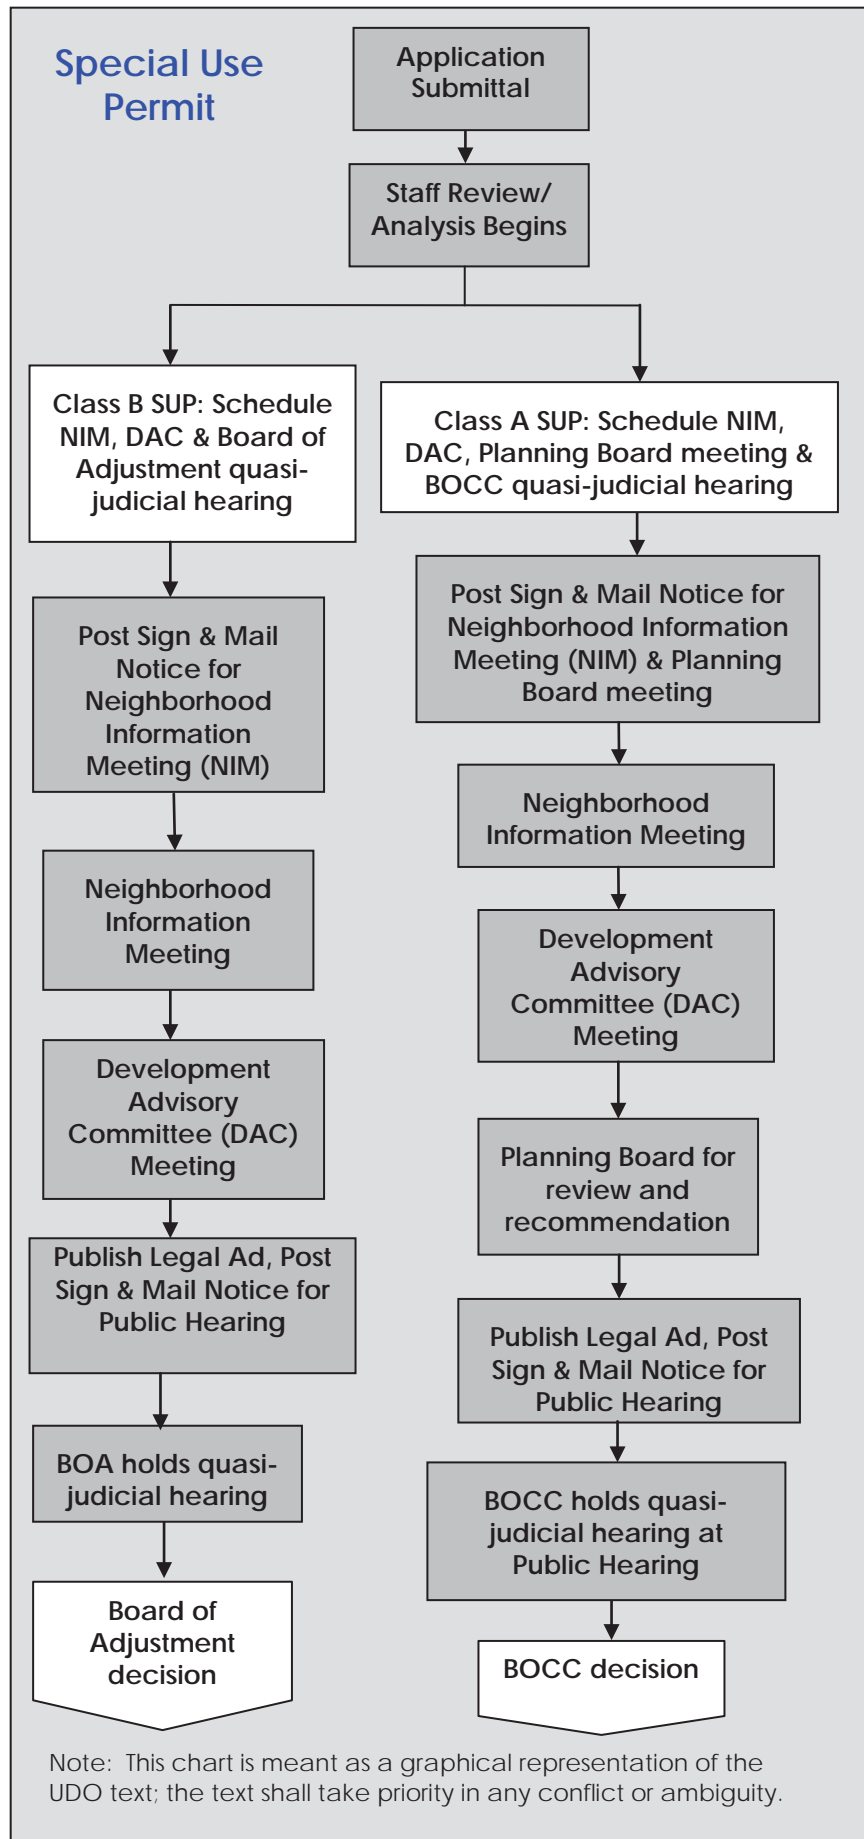 Special Use
Permit
Application
Submittal
Staff Review/
Analysis Begins
Class B SUP: Schedule
NIM, DAC & Board of
Adjustment quasi-
judicial hearing
Post Sign & Mail
Notice for
Neighborhood
Information
Meeting (NIM)
Neighborhood
Information
Meeting
Development
Advisory
Committee (DAC)
Meeting
Publish Legal Ad, Post
Sign & Mail Notice for
Public Hearing
BOA holds quasi-
judicial hearing
Board of
Adjustment
decision
Class A SUP: Schedule NIM,
DAC, Planning Board meeting &
BOCC quasi-judicial hearing
Post Sign & Mail Notice for
Neighborhood Information
Meeting (NIM) & Planning
Board meeting
Neighborhood
Information Meeting
Development
Advisory
Committee (DAC)
Meeting
Planning Board for
review and
recommendation
Publish Legal Ad, Post
Sign & Mail Notice for
Public Hearing
BOCC holds quasi-
judicial hearing at
Public Hearing
BOCC decision
Note: This chart is meant as a graphical representation of the
UDO text; the text shall take priority in any conflict or ambiguity.